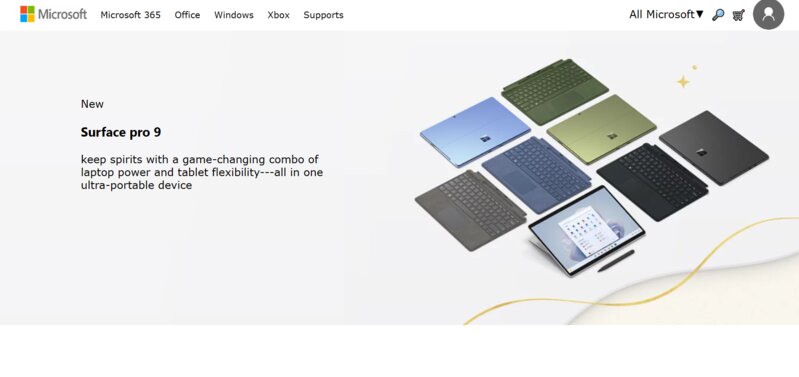 Microsoft Microsoft 365 Office Windows Xbox Supports All Microsoft▼
New
Surface pro 9
keep spirits with a game-changing combo of
laptop power and tablet flexibility---all in one
ultra-portable device